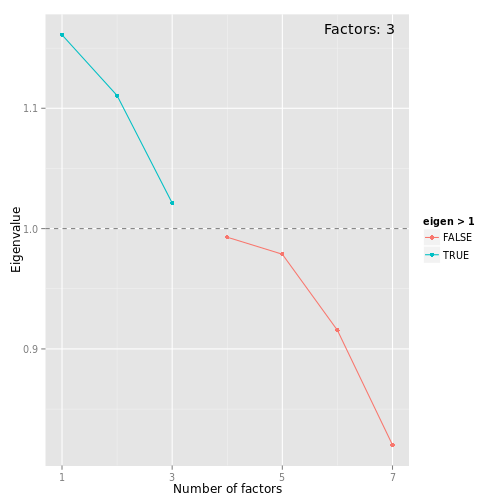 Factors: 3
1.1
1.0
0.9
Eigenvalue
1
3
5
7
Number of factors
eigen > 1
FALSE
TRUE